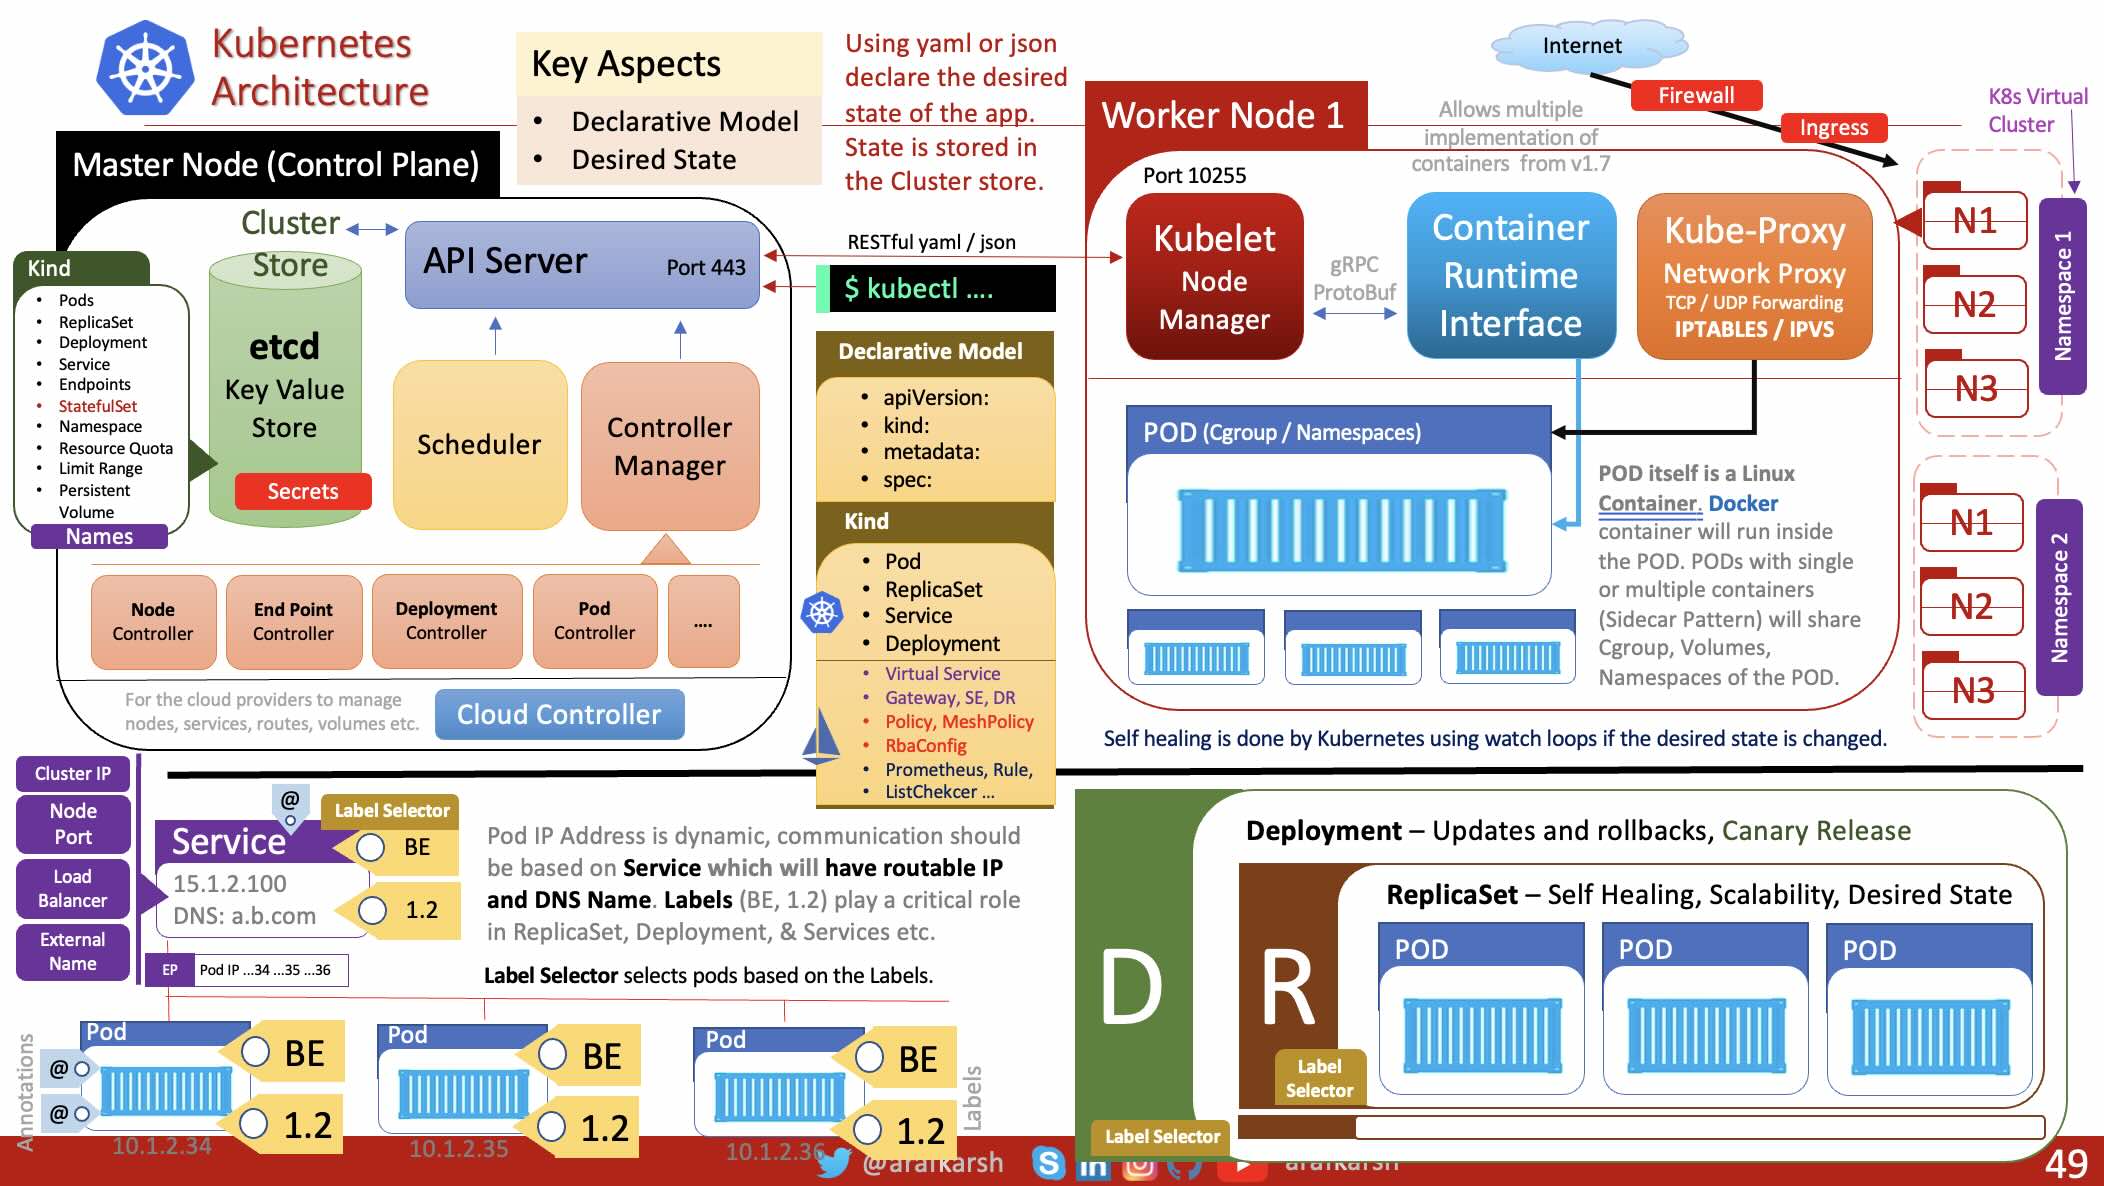 Kubernetes
Architecture
Key Aspects
• Declarative Model
• Desired State
Using yaml or json
declare the desired
state of the app.
State is stored in
the Cluster store.
Master Node (Control Plane)
Cluster
Store
etcd
Key Value
Store
Secrets
Kind
• Pods
• ReplicaSet
• Deployment
• Service
• Endpoints
• StatefulSet
• Namespace
• Resource Quota
• Limit Range
• Persistent
Volume
Names
API Server
Port 443
Scheduler
Controller
Manager
Node
Controller
End Point
Controller
Deployment
Controller
Pod
Controller
....
For the cloud providers to manage
nodes, services, routes, volumes etc.
Cloud Controller
RESTful yaml / json
$ kubectl ....
Declarative Model
• apiVersion:
• kind:
• metadata:
• spec:
Kind
• Pod
• ReplicaSet
• Service
• Deployment
• Virtual Service
• Gateway, SE, DR
• Policy, MeshPolicy
• RbaConfig
• Prometheus, Rule,
• ListChekcer ...
Worker Node 1
Port 10255
Kubelet
Node
Manager
gRPC
ProtoBuf
Allows multiple
implementation of
containers from v1.7
Container
Runtime
Interface
Kube-Proxy
Network Proxy
TCP / UDP Forwarding
IPTABLES / IPVS
Internet
Firewall
Ingress
K8s Virtual
Cluster
N1
N2
N3
Namespace 1
N1
N2
N3
Namespace 2
POD (Cgroup / Namespaces)
POD itself is a Linux
Container. Docker
container will run inside
the POD. PODs with single
or multiple containers
(Sidecar Pattern) will share
Cgroup, Volumes,
Namespaces of the POD.
Self healing is done by Kubernetes using watch loops if the desired state is changed.
Cluster IP
Node
Port
Load
Balancer
External
Name
@
Label Selector
Service
15.1.2.100
DNS: a.b.com
BE
1.2
EP
Pod IP ...34 ...35 ...36
Pod IP Address is dynamic, communication should
be based on Service which will have routable IP
and DNS Name. Labels (BE, 1.2) play a critical role
in ReplicaSet, Deployment, & Services etc.
Label Selector selects pods based on the Labels.
Annotations
Pod
@
@
BE
1.2
10.1.2.34
Pod
BE
1.2
10.1.2.35
Pod
BE
1.2
10.1.2.36
Labels
D
Label Selector
Deployment – Updates and rollbacks, Canary Release
R
Label
Selector
ReplicaSet – Self Healing, Scalability, Desired State
POD
POD
POD
@arafkarsh
arafkarsh
49